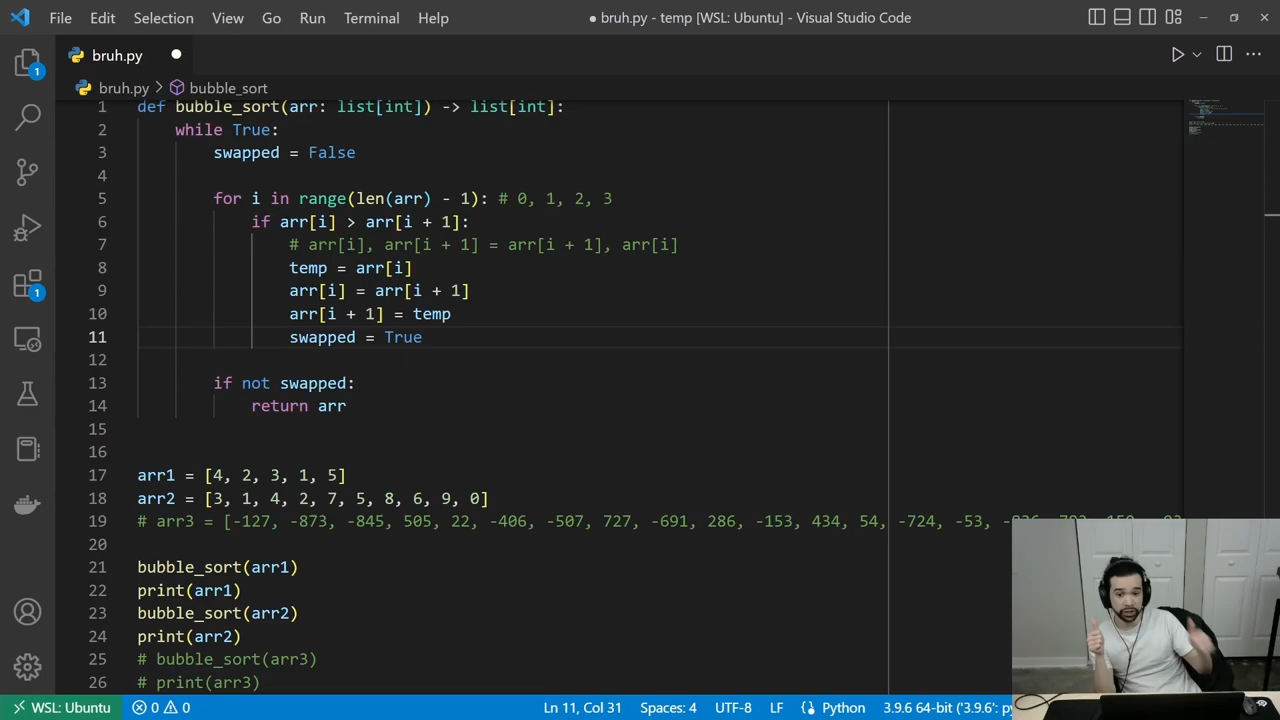 File Edit Selection View Go Run Terminal Help ● bruh.py - temp [WSL: Ubuntu] - Visual Studio Code
bruh.py
bruh.py > bubble_sort
1 def bubble_sort(arr: list[int]) -> list[int]:
2 while True:
3 swapped = False
4
5 for i in range(len(arr) - 1): # 0, 1, 2, 3
6 if arr[i] > arr[i + 1]:
7 # arr[i], arr[i + 1] = arr[i + 1], arr[i]
8 temp = arr[i]
9 arr[i] = arr[i + 1]
10 arr[i + 1] = temp
11 swapped = True
12
13 if not swapped:
14 return arr
15
16
17 arr1 = [4, 2, 3, 1, 5]
18 arr2 = [3, 1, 4, 2, 7, 5, 8, 6, 9, 0]
19 # arr3 = [-127, -873, -845, 505, 22, -406, -507, 727, -691, 286, -153, 434, 54, -724, -53,
20
21 bubble_sort(arr1)
22 print(arr1)
23 bubble_sort(arr2)
24 print(arr2)
25 # bubble_sort(arr3)
26 # print(arr3)
1
1
WSL: Ubuntu 0 0 Ln 11, Col 31 Spaces: 4 UTF-8 LF Python 3.9.6 64-bit ('3.9.6':